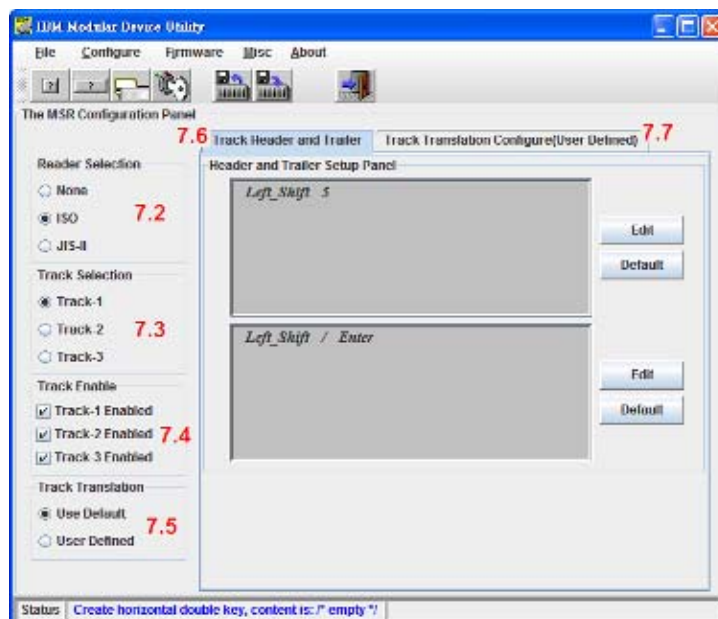 IBM Modular Device Utility
File Configure Firmware Misc About
The MSR Configuration Panel
7.6 Track Header and Trailer Track Translation Configure(User Defined) 7.7
Reader Selection
None
ISO
JIS-II
7.2
Track Selection
Track-1
Track-2
Track-3
7.3
Track Enable
Track-1 Enabled
Track-2 Enabled
Track 3 Enabled
7.4
Track Translation
Use Default
User Defined
7.5
Header and Trailer Setup Panel
Left_Shift 5
Edit
Default
Left_Shift / Enter
Edit
Default
Status Create horizontal double key, content is: /* empty */